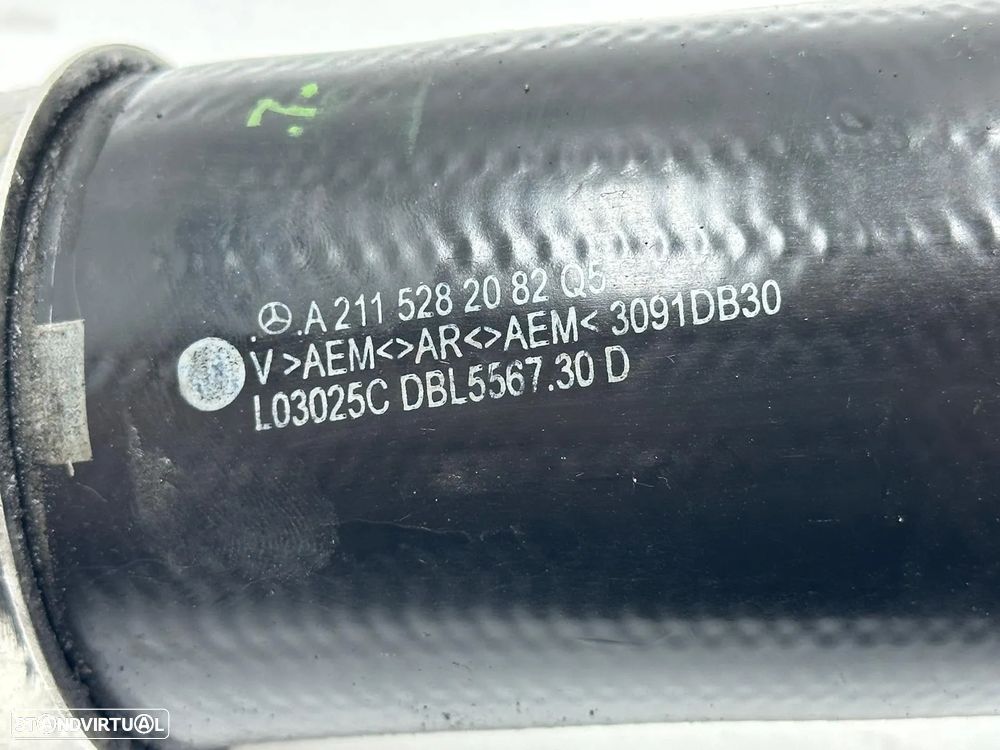 .A 211 528 20 82 Q5
V >AEM<>AR<>AEM< 3091DB30
L03025C DBL5567.30 D
STANDVIRTUAL